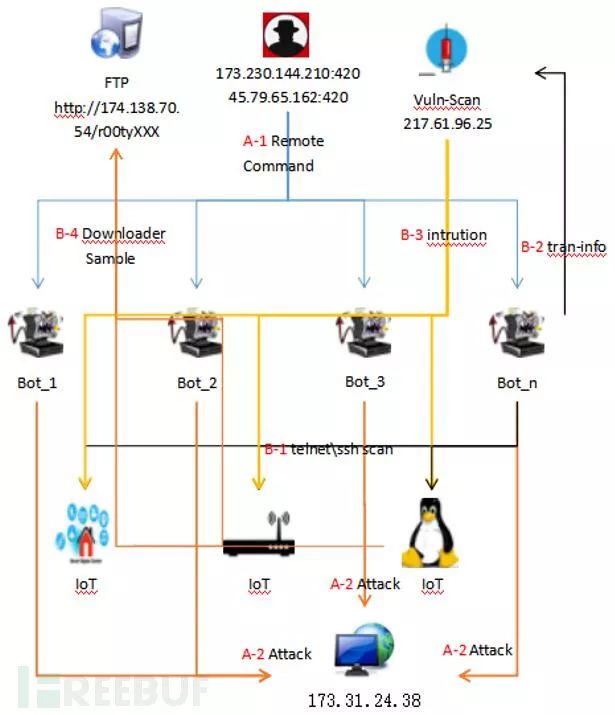 FTP
http://174.138.70.
54/r00tyXXX
173.230.144.210:420
45.79.65.162:420
Vuln-Scan
217.61.96.25
A-1 Remote
Command
B-4 Downloader
Sample
B-3 intrution
B-2 tran-info
Bot_1
Bot_2
Bot_3
Bot_n
B-1 telnet\ssh scan
IoT
IoT
IoT
A-2 Attack
A-2 Attack
A-2 Attack
173.31.24.38
FREEBUF